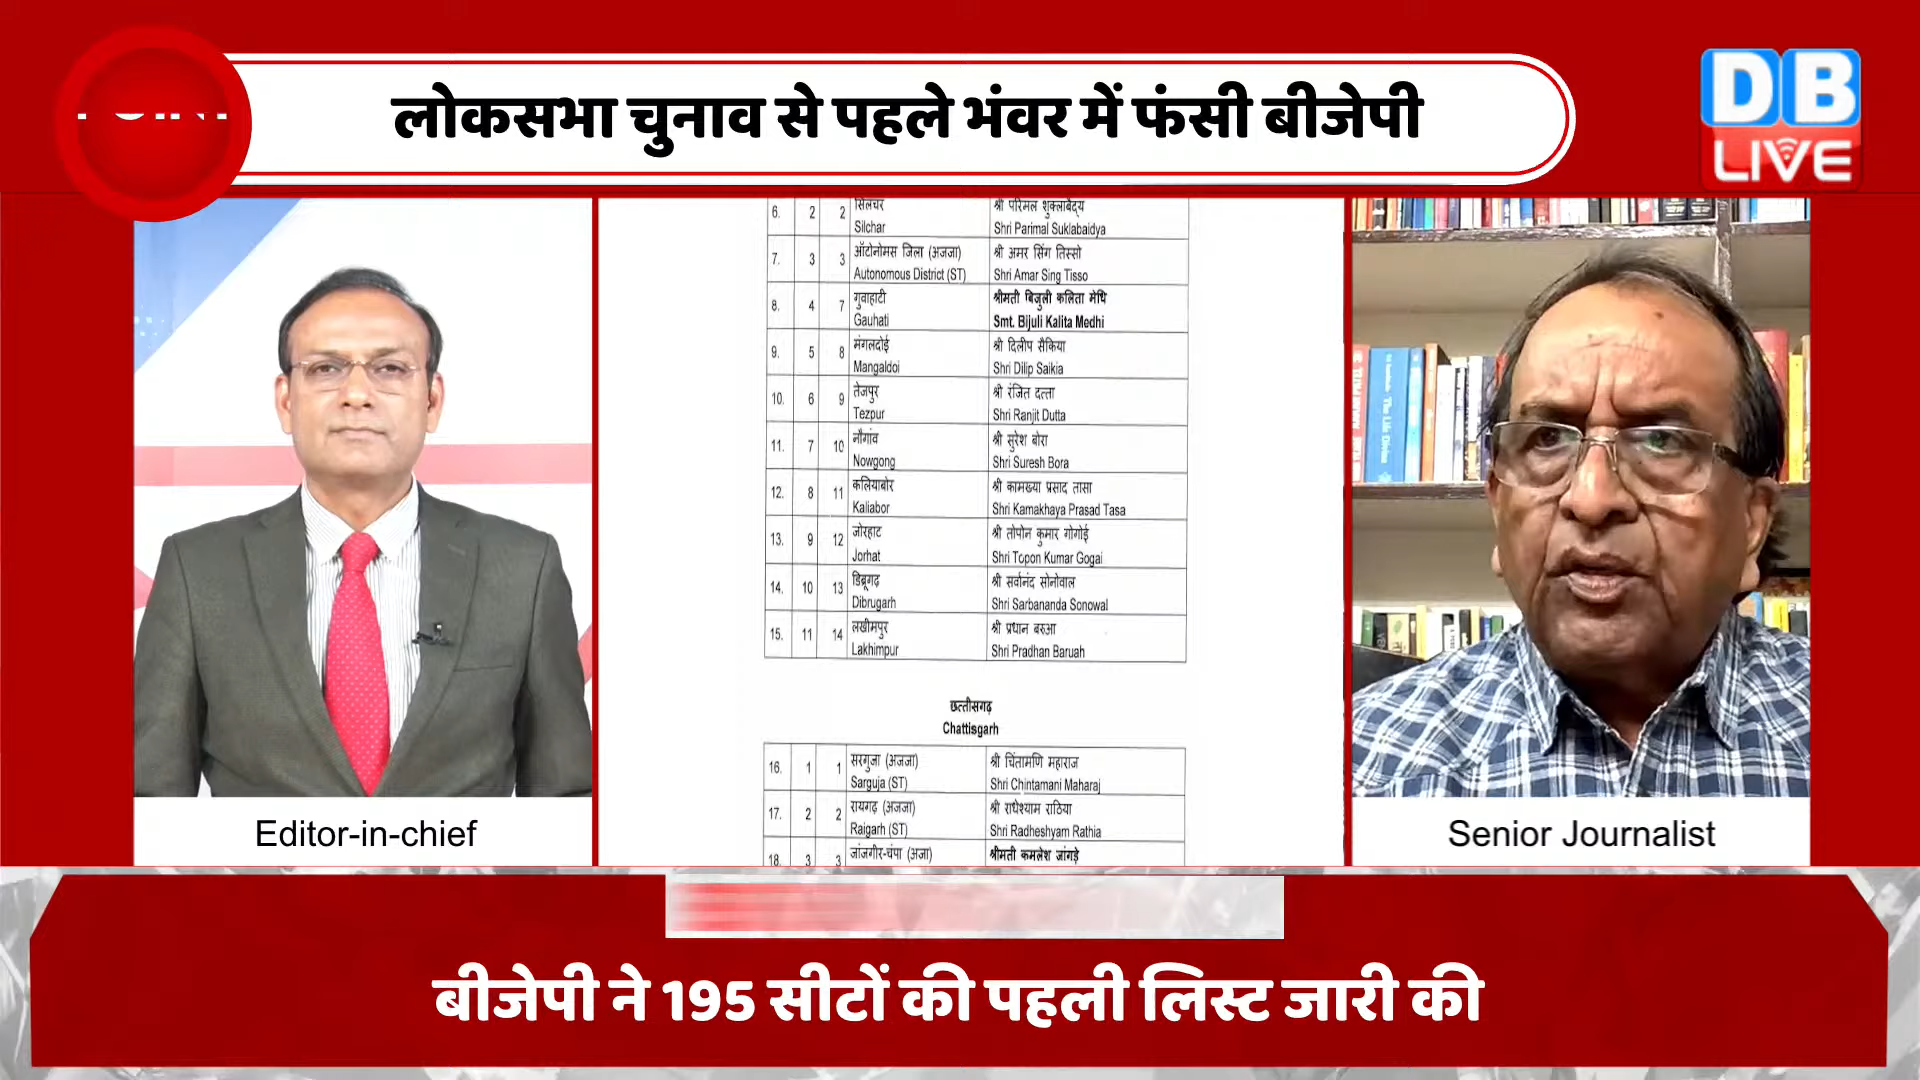 लोकसभा चुनाव से पहले भंवर में फंसी बीजेपी
DB
LIVE
6. 2 2 सिलचर श्री परिमल शुक्लाबैद्य
Silchar Shri Parimal Suklabaidya
7. 3 3 ऑटोनोमस जिला (अजजा) श्री अमर सिंग तिस्सो
Autonomous District (ST) Shri Amar Sing Tisso
8. 4 7 गुवाहाटी श्रीमती बिजुली कलिता मेधि
Gauhati Smt. Bijuli Kalita Medhi
9. 5 8 मंगलदोई श्री दिलीप सैकिया
Mangaldoi Shri Dilip Saikia
10. 6 9 तेजपुर श्री रंजित दत्ता
Tezpur Shri Ranjit Dutta
11. 7 10 नौगांव श्री सुरेश बोरा
Nowgong Shri Suresh Bora
12. 8 11 कलियाबोर श्री कामख्या प्रसाद तासा
Kaliabor Shri Kamakhaya Prasad Tasa
13. 9 12 जोरहाट श्री तोपोन कुमार गोगोई
Jorhat Shri Topon Kumar Gogai
14. 10 13 डिब्रूगढ़ श्री सर्वानंद सोनोवाल
Dibrugarh Shri Sarbananda Sonowal
15. 11 14 लखीमपुर श्री प्रधान बरुआ
Lakhimpur Shri Pradhan Baruah
छत्तीसगढ़
Chattisgarh
16. 1 1 सरगुजा (अजजा) श्री चिंतामणि महाराज
Sarguja (ST) Shri Chintamani Maharaj
17. 2 2 रायगढ़ (अजजा) श्री राधेश्याम राठिया
Raigarh (ST) Shri Radheshyam Rathia
18. 3 3 जांजगीर-चंपा (अजा) श्रीमती कमलेश जांगड़े
The Life Divine
Editor-in-chief
Senior Journalist
बीजेपी ने 195 सीटों की पहली लिस्ट जारी की